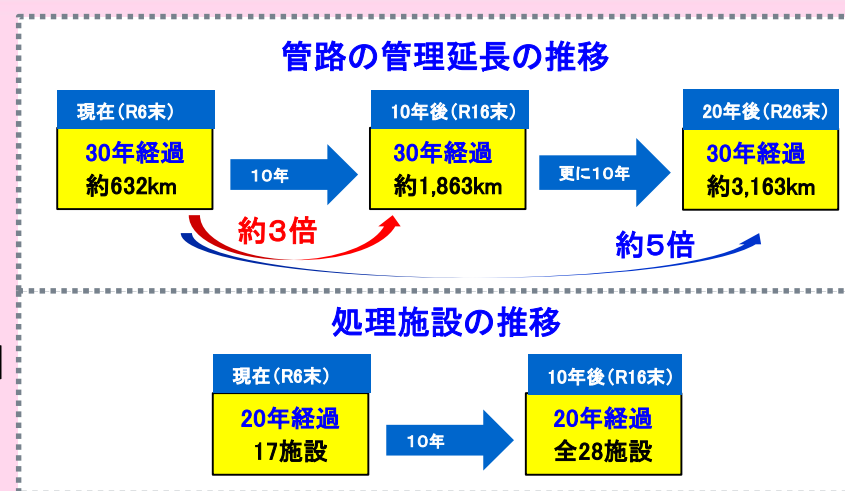 管路の管理延長の推移
現在（R6末）
30年経過
約632km
10年
10年後（R16末）
30年経過
約1,863km
更に10年
20年後（R26末）
30年経過
約3,163km
約３倍
約５倍
処理施設の推移
現在（R6末）
20年経過
17施設
10年
10年後（R16末）
20年経過
全28施設